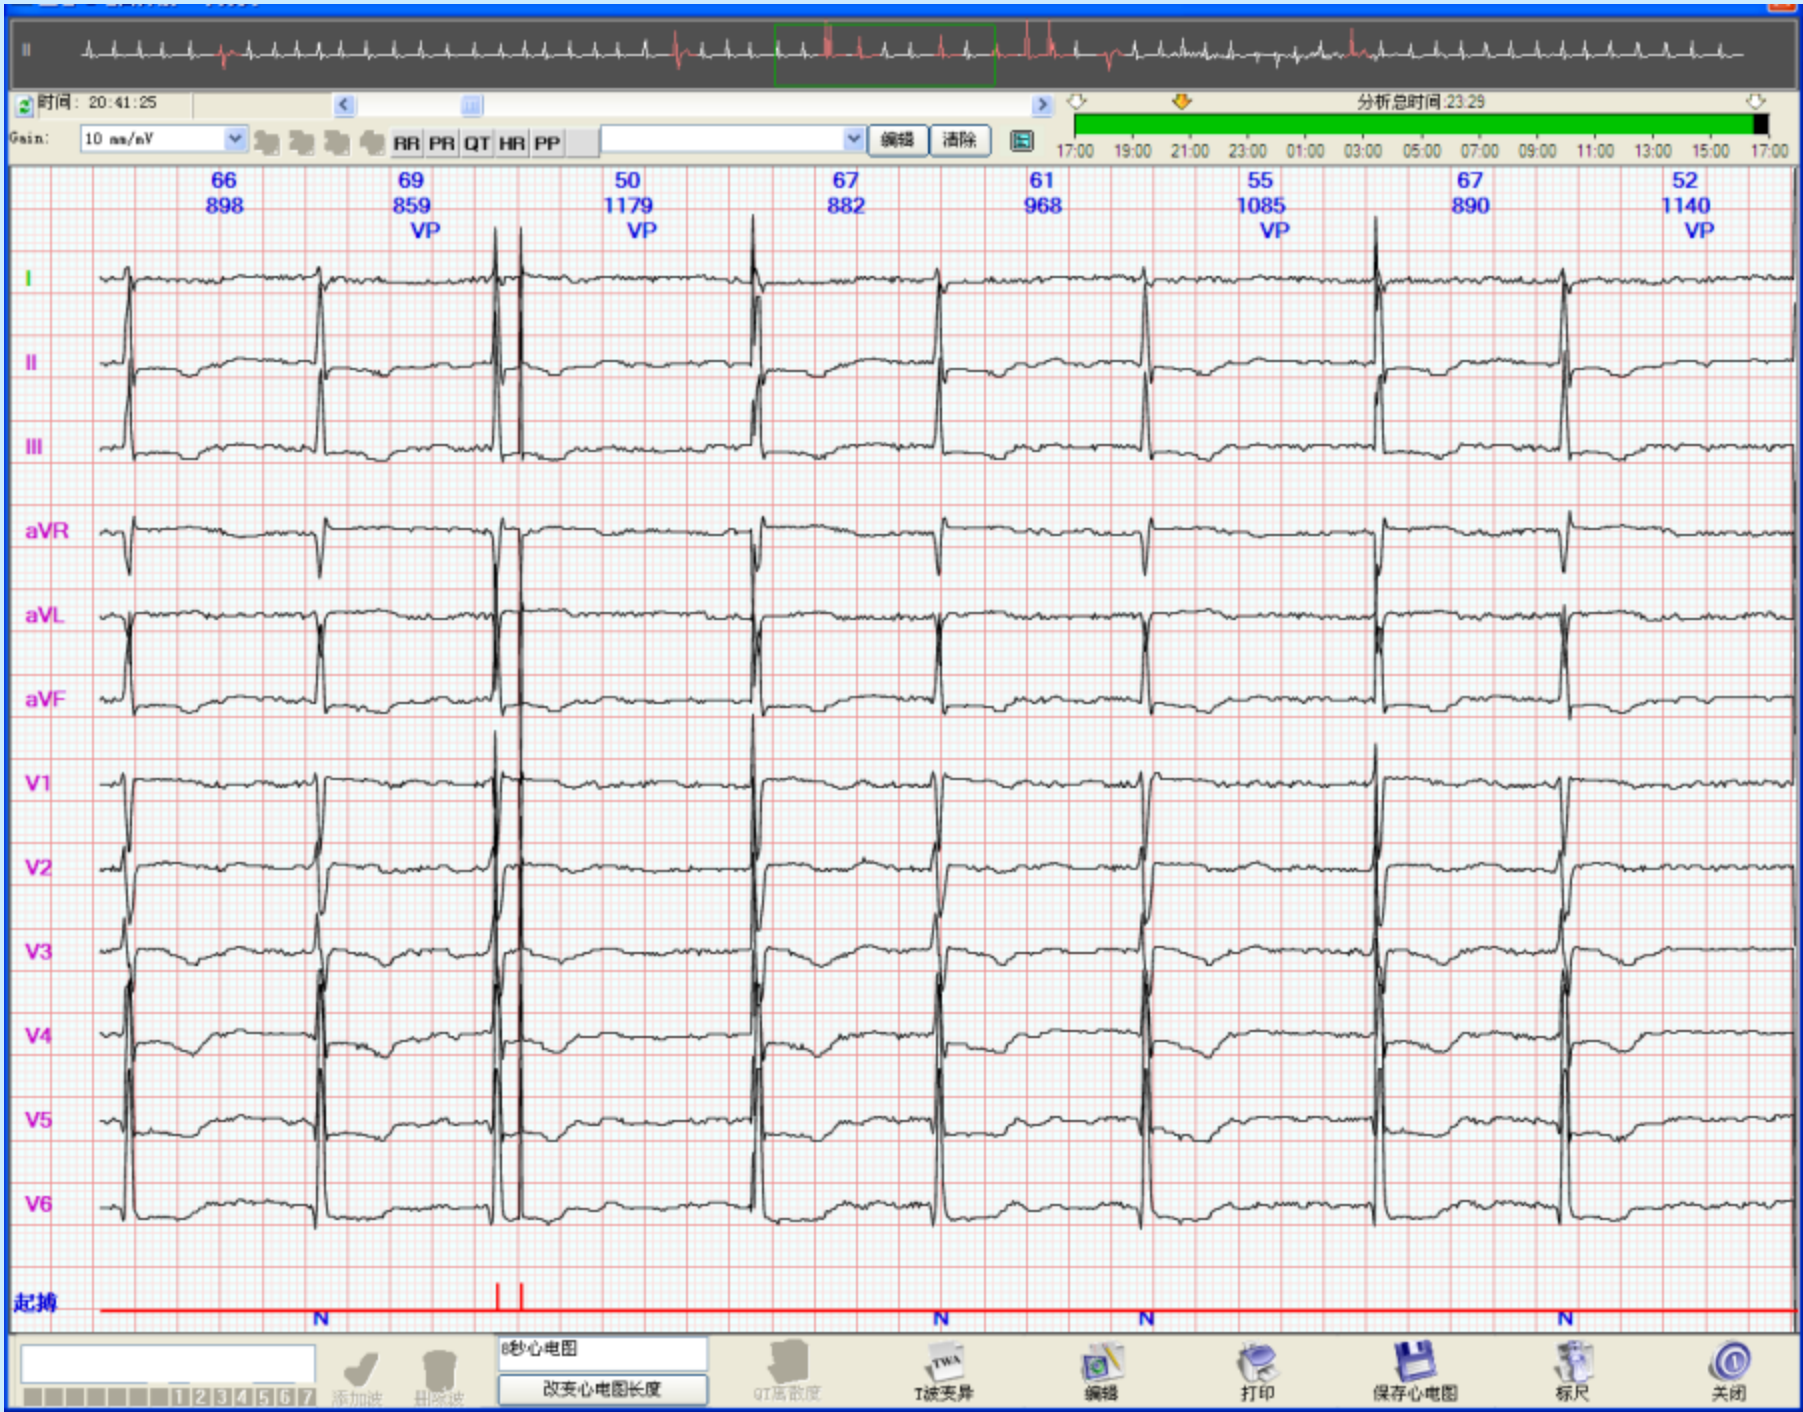 II
时间: 20:41:25
分析总时间:23:29
Gain: 10 mm/mV RR PR QT HR PP 编辑 清除
17:00 19:00 21:00 23:00 01:00 03:00 05:00 07:00 09:00 11:00 13:00 15:00 17:00
66 69 50 67 61 55 67 52
898 859 1179 882 968 1085 890 1140
VP VP VP VP
I
II
III
aVR
aVL
aVF
V1
V2
V3
V4
V5
V6
起搏
N N N N
8秒心电图
1 2 3 4 5 6 7 添加波 删除波 改变心电图长度 QT离散度 T波变异 编辑 打印 保存心电图 标尺 关闭
TWA